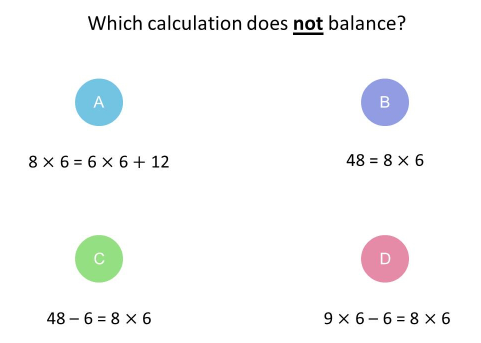 Which calculation does not balance?
A
B
8 × 6 = 6 × 6 + 12
48 = 8 × 6
C
D
48 – 6 = 8 × 6
9 × 6 – 6 = 8 × 6